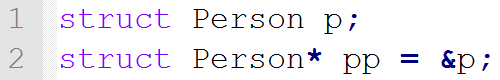 1 struct Person p;
2 struct Person* pp = &p;